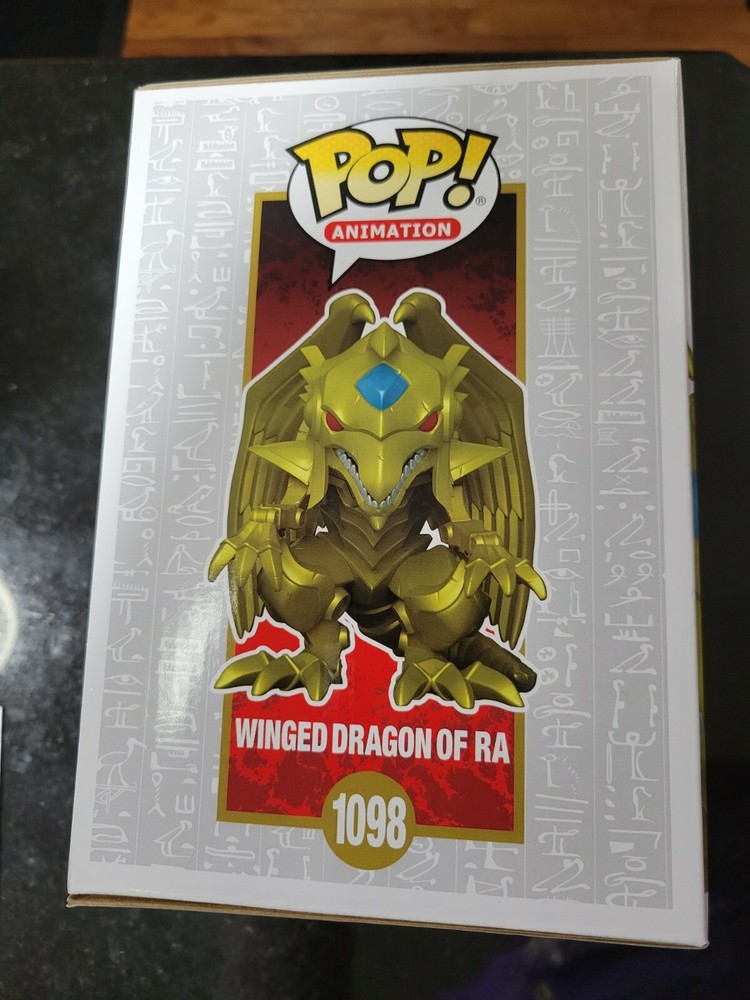 POP!
®
ANIMATION
WINGED DRAGON OF RA
1098